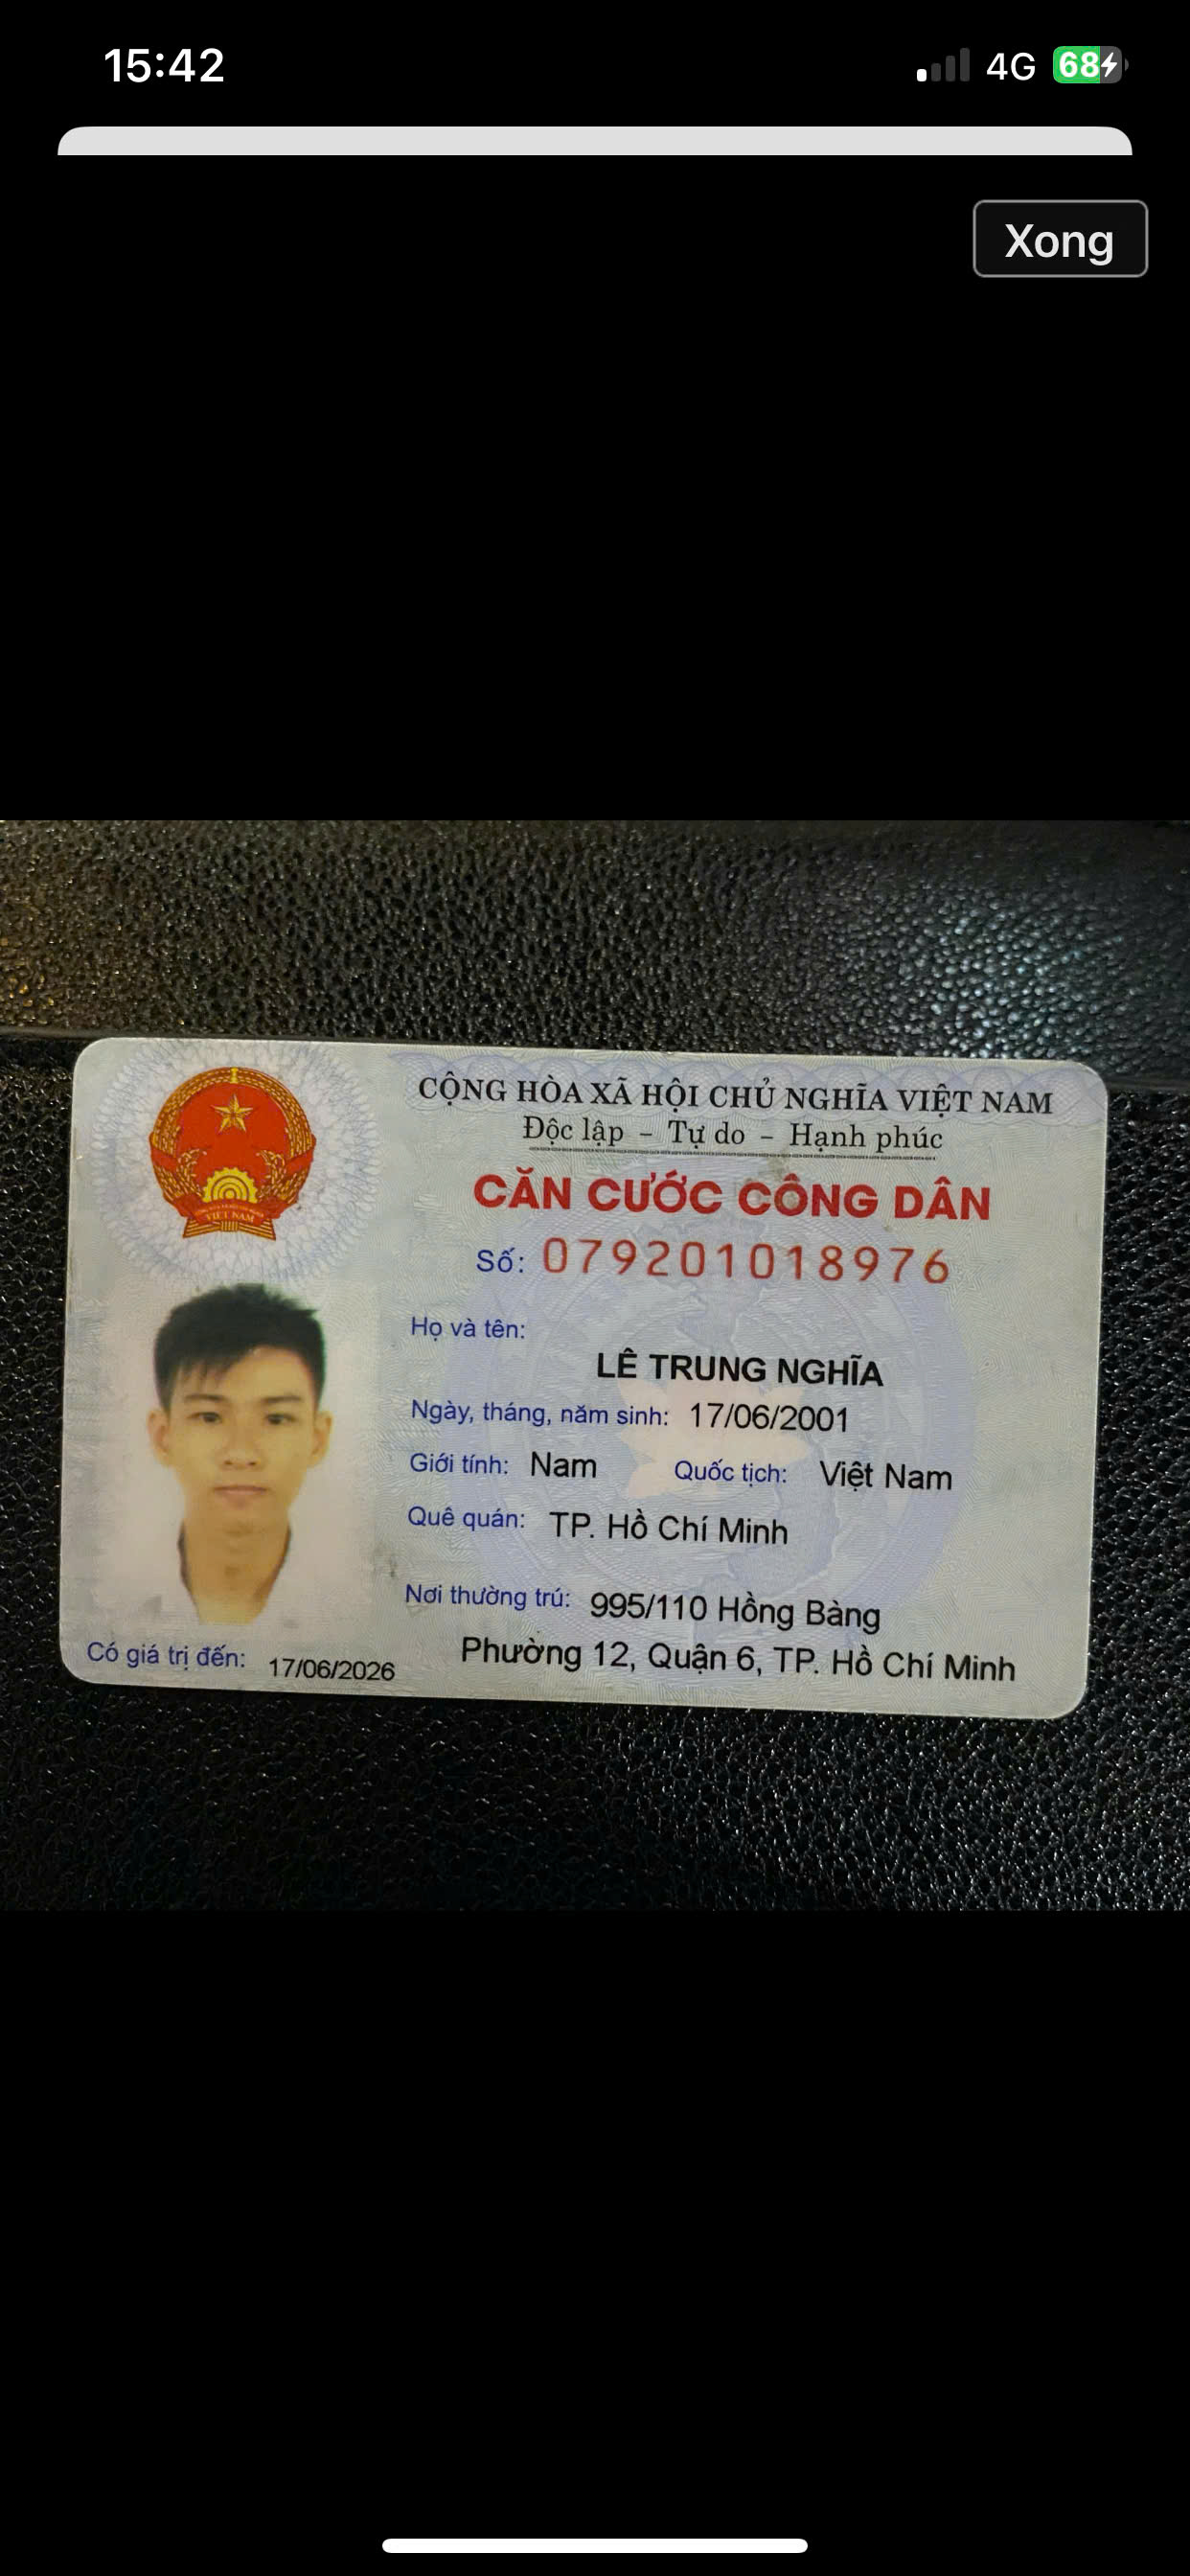 15:42
4G
68
Xong
CỘNG HÒA XÃ HỘI CHỦ NGHĨA VIỆT NAM
Độc lập – Tự do – Hạnh phúc
CĂN CƯỚC CÔNG DÂN
Số: 079201018976
Họ và tên:
LÊ TRUNG NGHĨA
Ngày, tháng, năm sinh: 17/06/2001
Giới tính: Nam Quốc tịch: Việt Nam
Quê quán: TP. Hồ Chí Minh
Nơi thường trú: 995/110 Hồng Bàng
Phường 12, Quận 6, TP. Hồ Chí Minh
Có giá trị đến: 17/06/2026
VIỆT NAM